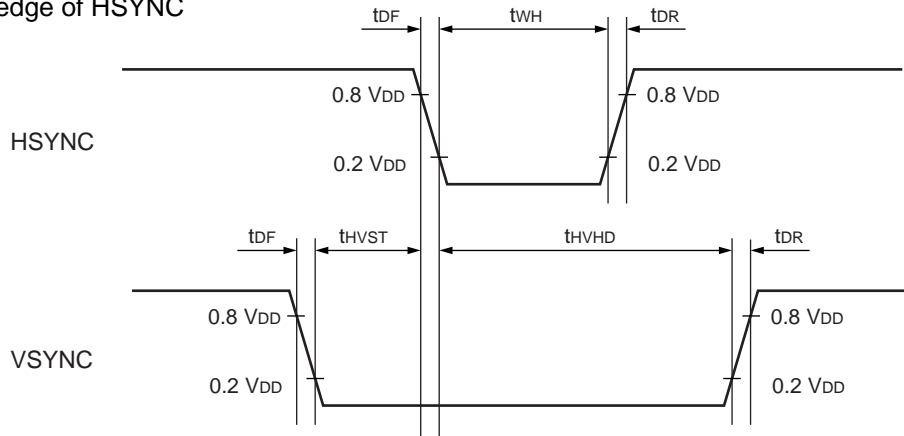 edge of HSYNC
tDF tWH tDR
0.8 VDD 0.8 VDD
HSYNC
0.2 VDD 0.2 VDD
tDF tHVST tHVHD tDR
0.8 VDD 0.8 VDD
VSYNC
0.2 VDD 0.2 VDD